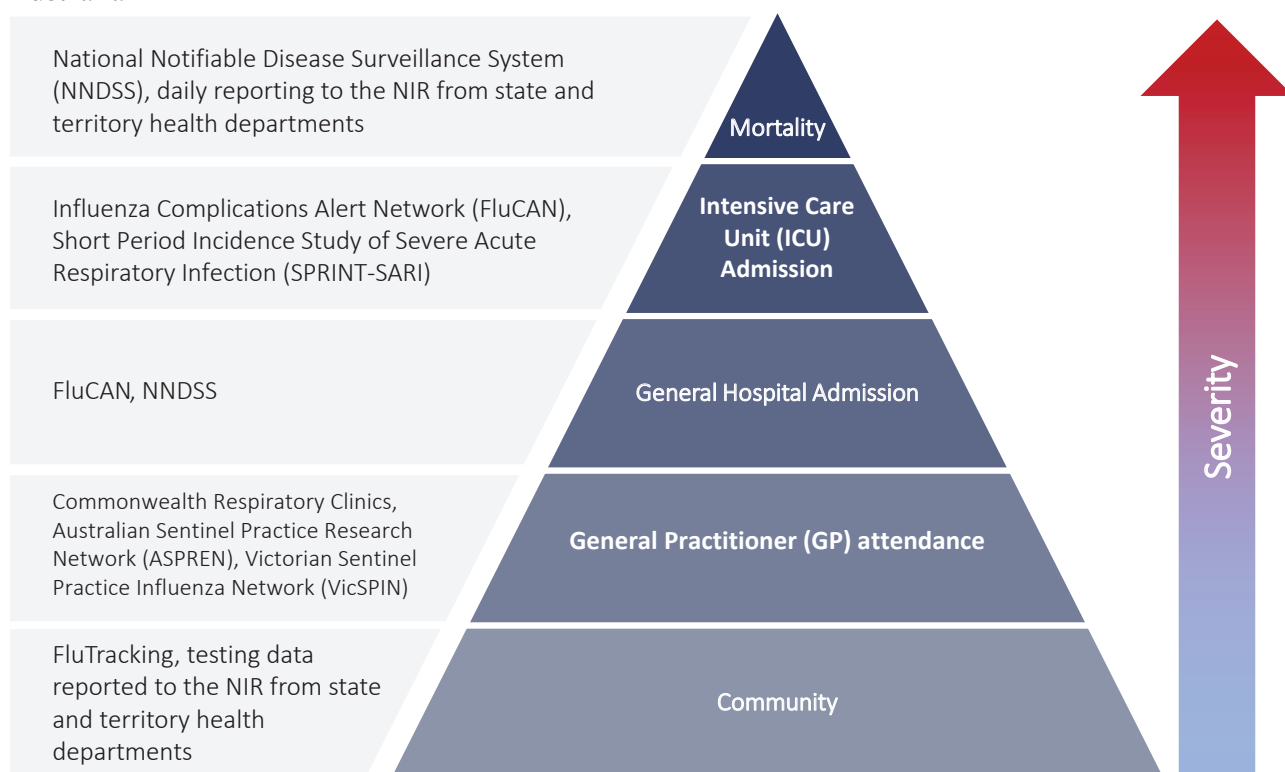 National Notifiable Disease Surveillance System
(NNDSS), daily reporting to the NIR from state and
territory health departments
Mortality
Influenza Complications Alert Network (FluCAN),
Short Period Incidence Study of Severe Acute
Respiratory Infection (SPRINT-SARI)
Intensive Care
Unit (ICU)
Admission
FluCAN, NNDSS
General Hospital Admission
Commonwealth Respiratory Clinics,
Australian Sentinel Practice Research
Network (ASPREN), Victorian Sentinel
Practice Influenza Network (VicSPIN)
General Practitioner (GP) attendance
FluTracking, testing data
reported to the NIR from state
and territory health
departments
Community
Severity